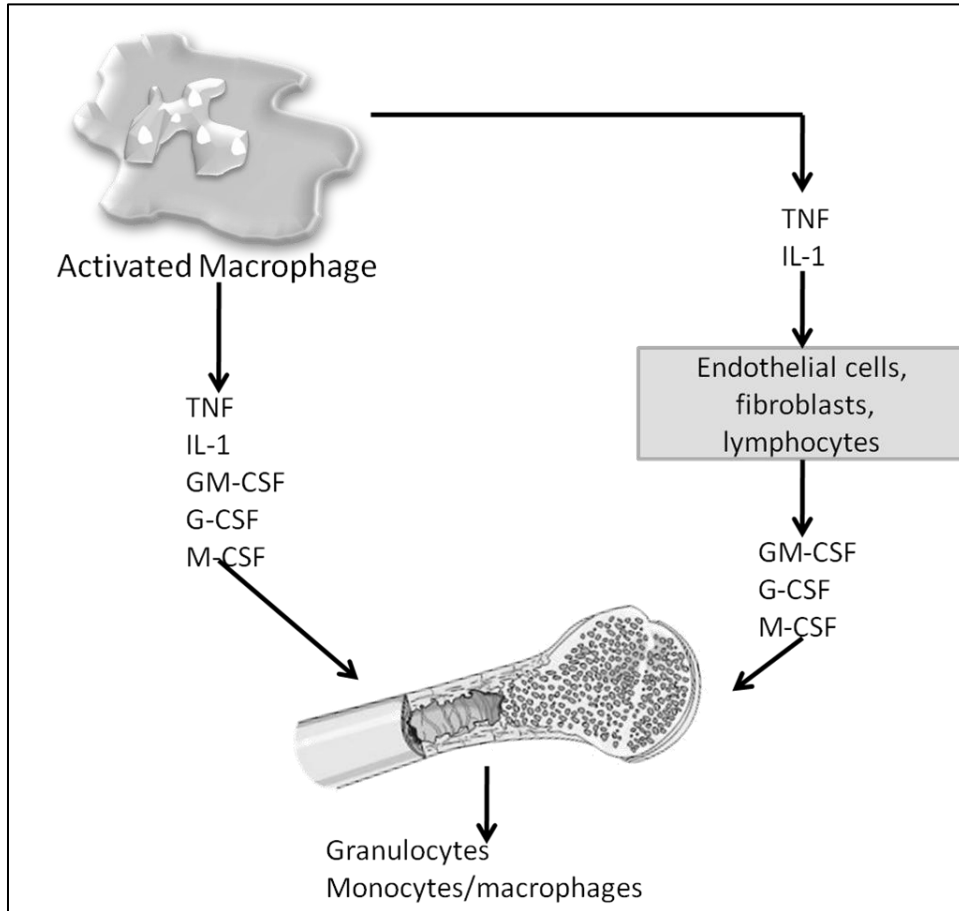 Activated Macrophage
TNF
IL-1
GM-CSF
G-CSF
M-CSF
TNF
IL-1
Endothelial cells,
fibroblasts,
lymphocytes
GM-CSF
G-CSF
M-CSF
Granulocytes
Monocytes/macrophages